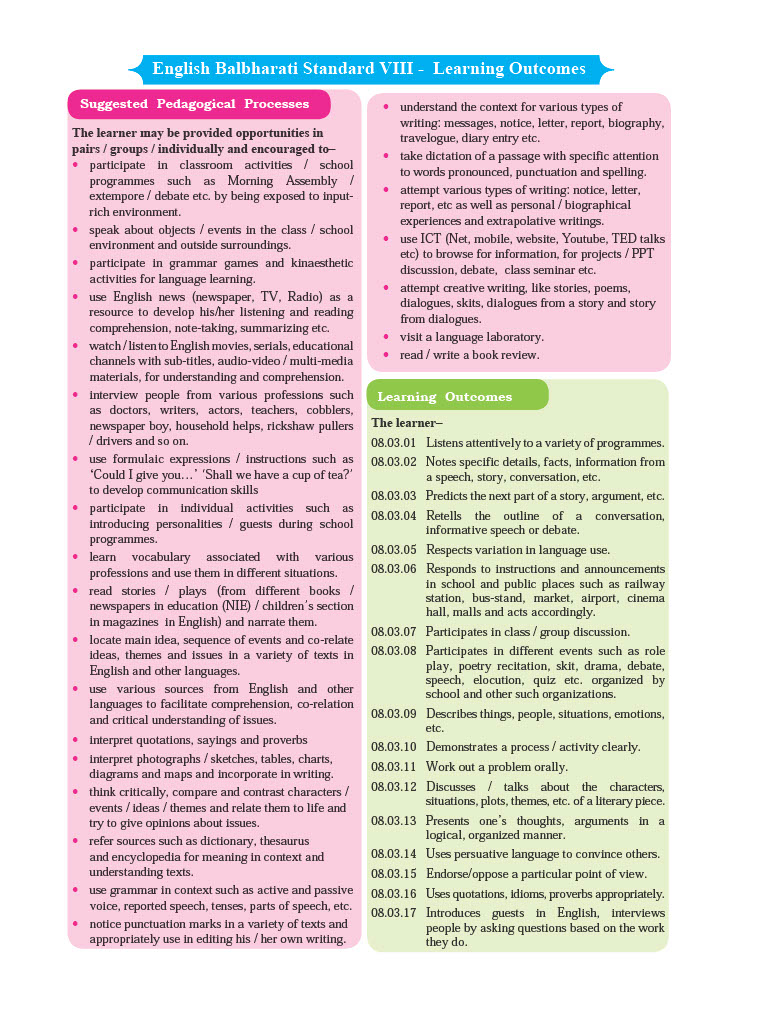 English Balbharati Standard VIII - Learning Outcomes
Suggested Pedagogical Processes
The learner may be provided opportunities in
pairs / groups / individually and encouraged to–
• participate in classroom activities / school
programmes such as Morning Assembly /
extempore / debate etc. by being exposed to input-
rich environment.
• speak about objects / events in the class / school
environment and outside surroundings.
• participate in grammar games and kinaesthetic
activities for language learning.
• use English news (newspaper, TV, Radio) as a
resource to develop his/her listening and reading
comprehension, note-taking, summarizing etc.
• watch / listen to English movies, serials, educational
channels with sub-titles, audio-video / multi-media
materials, for understanding and comprehension.
• interview people from various professions such
as doctors, writers, actors, teachers, cobblers,
newspaper boy, household helps, rickshaw pullers
/ drivers and so on.
• use formulaic expressions / instructions such as
‘Could I give you…’ ‘Shall we have a cup of tea?’
to develop communication skills
• participate in individual activities such as
introducing personalities / guests during school
programmes.
• learn vocabulary associated with various
professions and use them in different situations.
• read stories / plays (from different books /
newspapers in education (NIE) / children’s section
in magazines in English) and narrate them.
• locate main idea, sequence of events and co-relate
ideas, themes and issues in a variety of texts in
English and other languages.
• use various sources from English and other
languages to facilitate comprehension, co-relation
and critical understanding of issues.
• interpret quotations, sayings and proverbs
• interpret photographs / sketches, tables, charts,
diagrams and maps and incorporate in writing.
• think critically, compare and contrast characters /
events / ideas / themes and relate them to life and
try to give opinions about issues.
• refer sources such as dictionary, thesaurus
and encyclopedia for meaning in context and
understanding texts.
• use grammar in context such as active and passive
voice, reported speech, tenses, parts of speech, etc.
• notice punctuation marks in a variety of texts and
appropriately use in editing his / her own writing.
• understand the context for various types of
writing: messages, notice, letter, report, biography,
travelogue, diary entry etc.
• take dictation of a passage with specific attention
to words pronounced, punctuation and spelling.
• attempt various types of writing: notice, letter,
report, etc as well as personal / biographical
experiences and extrapolative writings.
• use ICT (Net, mobile, website, Youtube, TED talks
etc) to browse for information, for projects / PPT
discussion, debate, class seminar etc.
• attempt creative writing, like stories, poems,
dialogues, skits, dialogues from a story and story
from dialogues.
• visit a language laboratory.
• read / write a book review.
Learning Outcomes
The learner–
08.03.01 Listens attentively to a variety of programmes.
08.03.02 Notes specific details, facts, information from
a speech, story, conversation, etc.
08.03.03 Predicts the next part of a story, argument, etc.
08.03.04 Retells the outline of a conversation,
informative speech or debate.
08.03.05 Respects variation in language use.
08.03.06 Responds to instructions and announcements
in school and public places such as railway
station, bus-stand, market, airport, cinema
hall, malls and acts accordingly.
08.03.07 Participates in class / group discussion.
08.03.08 Participates in different events such as role
play, poetry recitation, skit, drama, debate,
speech, elocution, quiz etc. organized by
school and other such organizations.
08.03.09 Describes things, people, situations, emotions,
etc.
08.03.10 Demonstrates a process / activity clearly.
08.03.11 Work out a problem orally.
08.03.12 Discusses / talks about the characters,
situations, plots, themes, etc. of a literary piece.
08.03.13 Presents one’s thoughts, arguments in a
logical, organized manner.
08.03.14 Uses persuative language to convince others.
08.03.15 Endorse/oppose a particular point of view.
08.03.16 Uses quotations, idioms, proverbs appropriately.
08.03.17 Introduces guests in English, interviews
people by asking questions based on the work
they do.